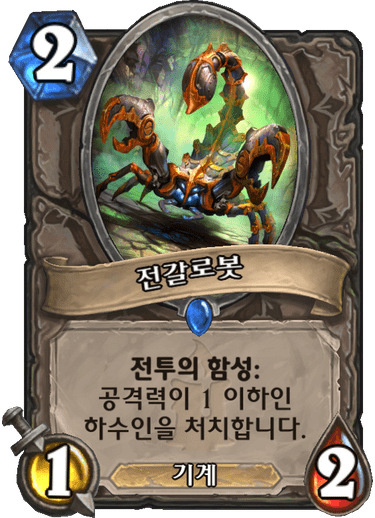 2
전갈로봇
전투의 함성:
공격력이 1 이하인
하수인을 처치합니다.
1
기계
2